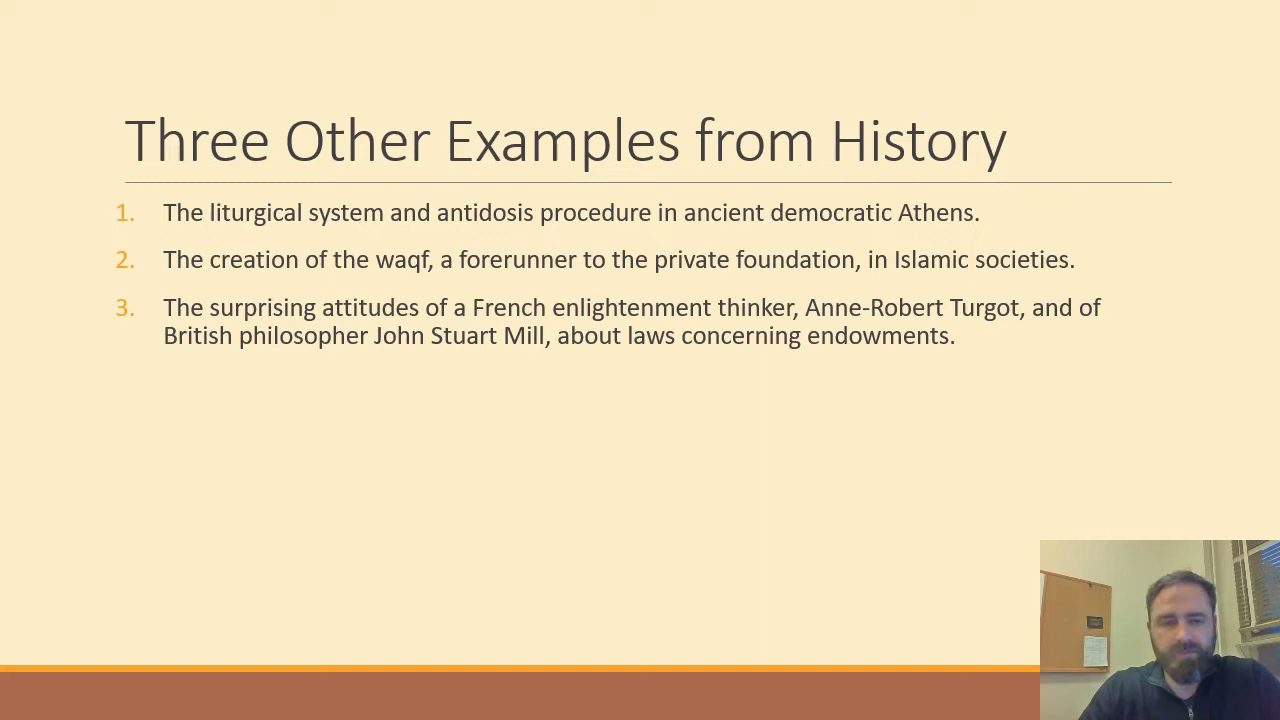 Three Other Examples from History
1. The liturgical system and antidosis procedure in ancient democratic Athens.
2. The creation of the waqf, a forerunner to the private foundation, in Islamic societies.
3. The surprising attitudes of a French enlightenment thinker, Anne-Robert Turgot, and of
British philosopher John Stuart Mill, about laws concerning endowments.